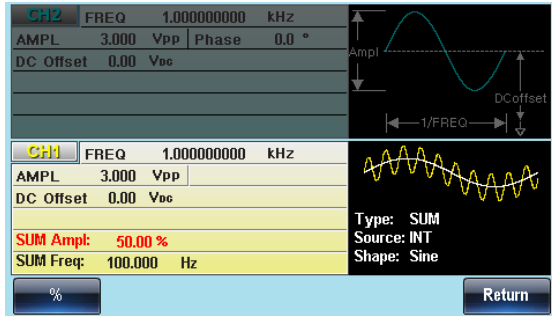 CH2 FREQ 1.000000000 kHz
AMPL 3.000 VPP Phase 0.0 °
DC Offset 0.00 VDC
Ampl
DCoffset
1/FREQ
CH1 FREQ 1.000000000 kHz
AMPL 3.000 VPP
DC Offset 0.00 VDC
SUM Ampl: 50.00 %
SUM Freq: 100.000 Hz
Type: SUM
Source: INT
Shape: Sine
%
Return